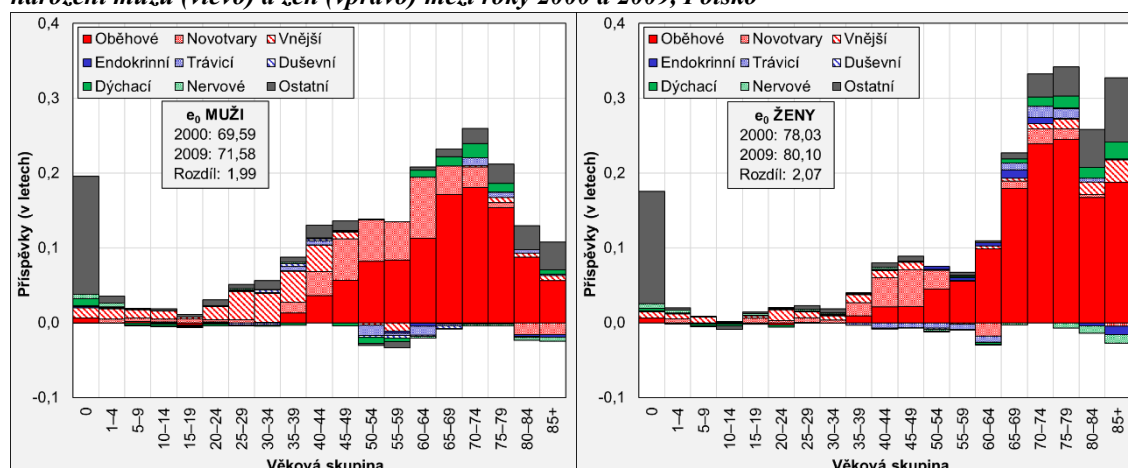 narození mužů (vlevo) a žen (vpravo) mezi roky 2000 a 2009, Polsko
0,4
0,3
0,2
0,1
0,0
-0,1
Příspěvky (v letech)
Oběhové Novotvary Vnější
Endokrinní Trávicí Duševní
Dýchací Nervové Ostatní
e0 MUŽI
2000: 69,59
2009: 71,58
Rozdíl: 1,99
0 1–4 5–9 10–14 15–19 20–24 25–29 30–34 35–39 40–44 45–49 50–54 55–59 60–64 65–69 70–74 75–79 80–84 85+
Věková skupina
0,4
0,3
0,2
0,1
0,0
-0,1
Příspěvky (v letech)
Oběhové Novotvary Vnější
Endokrinní Trávicí Duševní
Dýchací Nervové Ostatní
e0 ŽENY
2000: 78,03
2009: 80,10
Rozdíl: 2,07
0 1–4 5–9 10–14 15–19 20–24 25–29 30–34 35–39 40–44 45–49 50–54 55–59 60–64 65–69 70–74 75–79 80–84 85+
Věková skupina